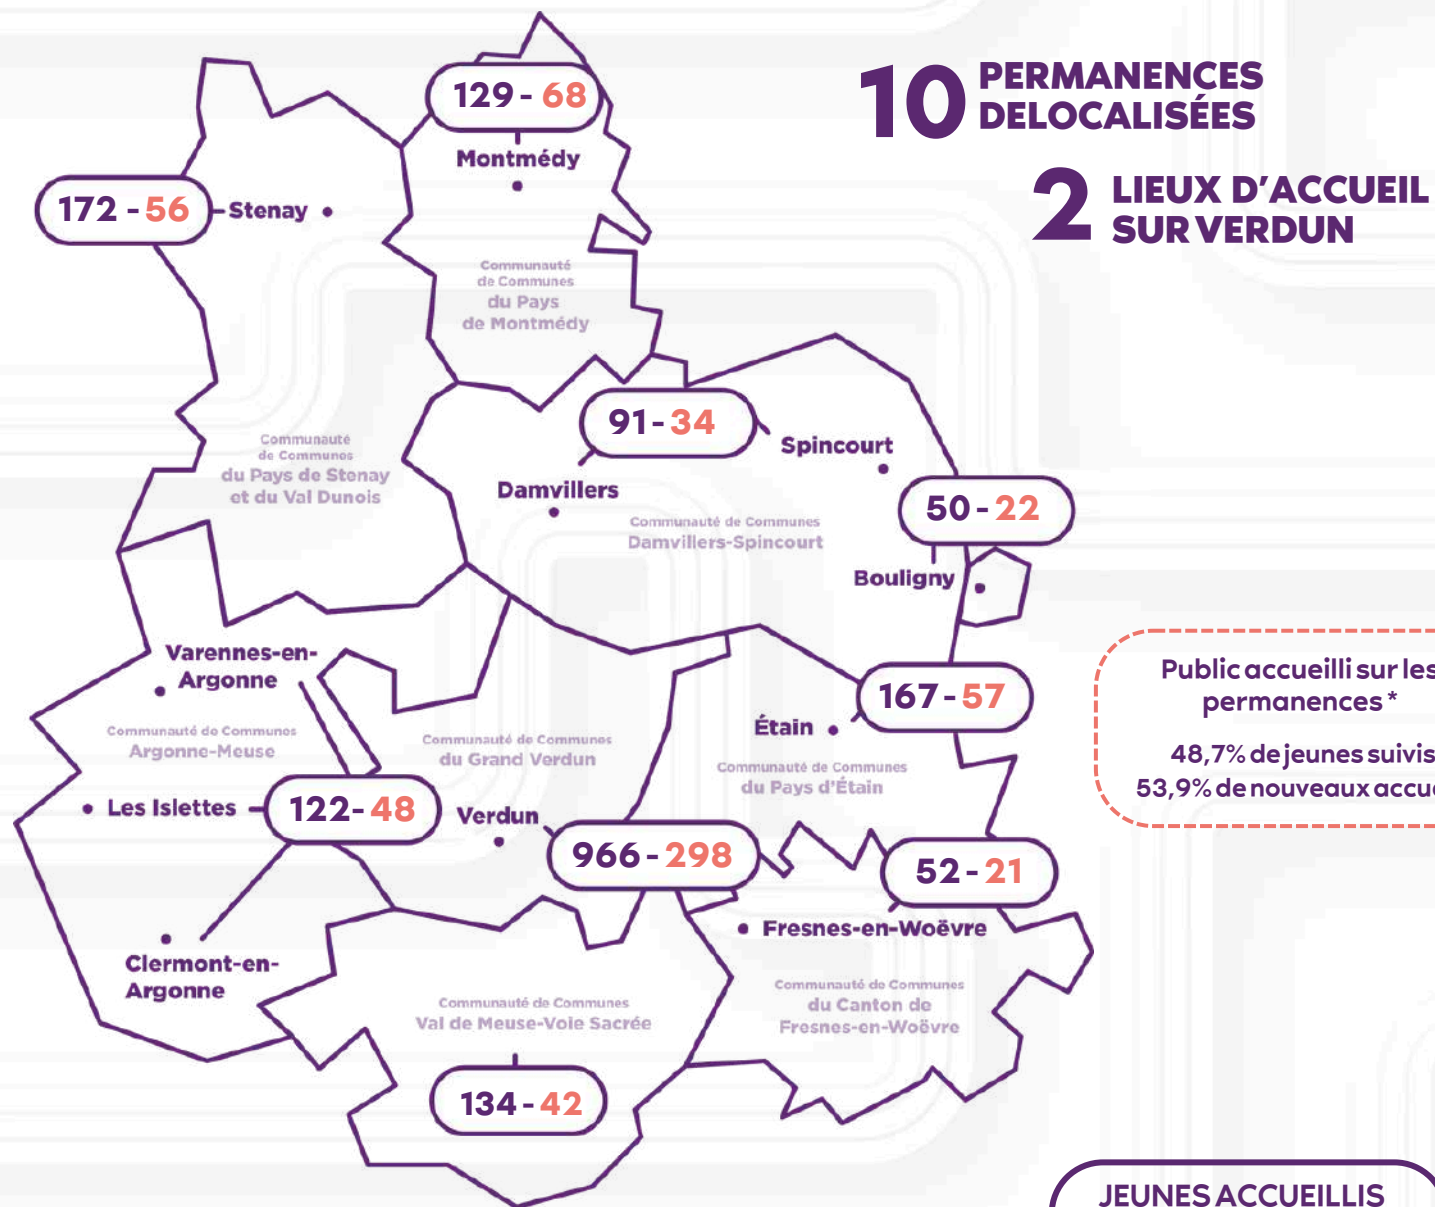 10 PERMANENCES
DELOCALISÉES
2 LIEUX D'ACCUEIL
SUR VERDUN
129 - 68
Montmédy
172 - 56
Stenay
Communauté
de Communes
du Pays
de Montmédy
91 - 34
Spincourt
Communauté
de Communes
du Pays de Stenay
et du Val Dunois
Damvillers
50 - 22
Communauté de Communes
Damvillers-Spincourt
Bouligny
Varennes-en-
Argonne
Public accueilli sur les
permanences *
48,7% de jeunes suivis
53,9% de nouveaux
167 - 57
Étain
Communauté de Communes
Argonne-Meuse
Communauté de Communes
du Grand Verdun
Communauté de Communes
du Pays d'Étain
Les Islettes
122 - 48
Verdun
966 - 298
52 - 21
Fresnes-en-Woëvre
Clermont-en-
Argonne
Communauté de Communes
Val de Meuse-Voie Sacrée
Communauté de Communes
du Canton de
Fresnes-en-Woëvre
134 - 42
JEUNES ACCUEILLIS